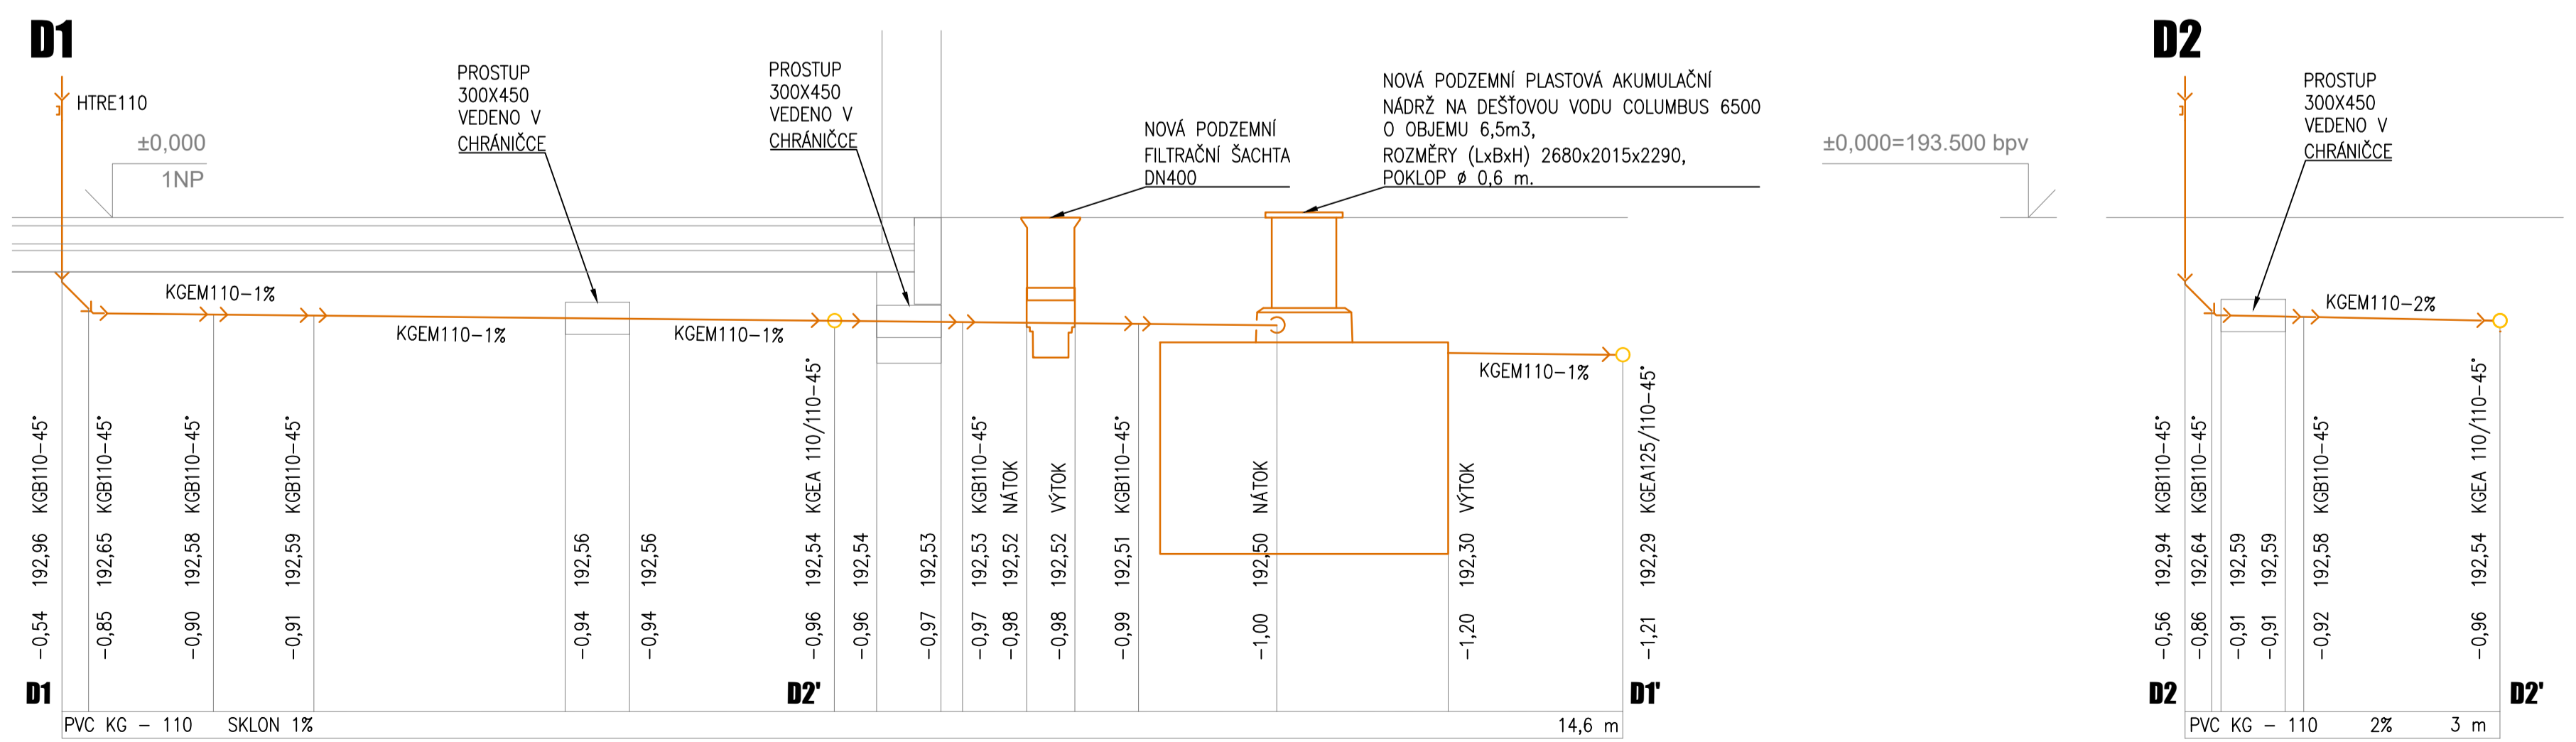 D1
HTRE110
±0,000
1NP
PROSTUP
300X450
VEDENO V
CHRÁNIČCE
PROSTUP
300X450
VEDENO V
CHRÁNIČCE
NOVÁ PODZEMNÍ
FILTRAČNÍ ŠACHTA
DN400
NOVÁ PODZEMNÍ PLASTOVÁ AKUMULAČNÍ
NÁDRŽ NA DEŠŤOVOU VODU COLUMBUS 6500
O OBJEMU 6,5m3,
ROZMĚRY (LxBxH) 2680x2015x2290,
POKLOP ø 0,6 m.
KGEM110-1%
KGEM110-1%
KGEM110-1%
KGEM110-1%
-0,54 192,96 KGB110-45°
-0,85 192,65 KGB110-45°
-0,90 192,58 KGB110-45°
-0,91 192,59 KGB110-45°
-0,94 192,56
-0,94 192,56
-0,96 192,54 KGEA 110/110-45°
-0,96 192,54
-0,97 192,53
-0,97 192,53 KGB110-45°
-0,98 192,52 NÁTOK
-0,98 192,52 VÝTOK
-0,99 192,51 KGB110-45°
-1,00 192,50 NÁTOK
-1,20 192,30 VÝTOK
-1,21 192,29 KGEA125/110-45°
D1
D2'
D1'
PVC KG - 110 SKLON 1%
14,6 m
±0,000=193.500 bpv
D2
PROSTUP
300X450
VEDENO V
CHRÁNIČCE
KGEM110-2%
-0,56 192,94 KGB110-45°
-0,86 192,64 KGB110-45°
-0,91 192,59
-0,91 192,59
-0,92 192,58 KGB110-45°
-0,96 192,54 KGEA 110/110-45°
D2
D2'
PVC KG - 110 2% 3 m